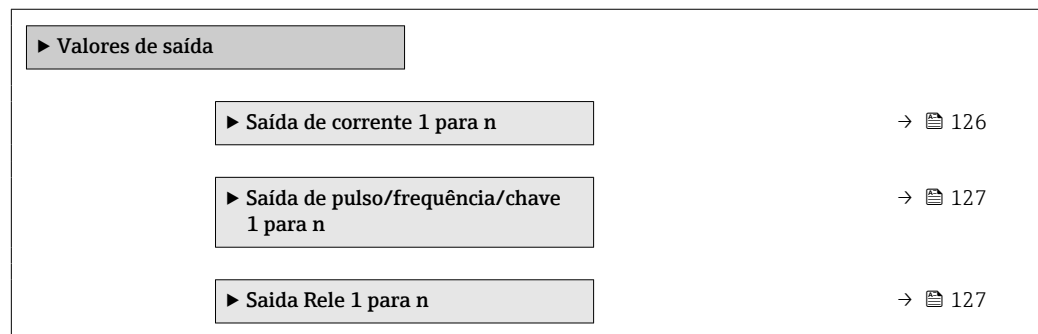 ▶ Valores de saída
▶ Saída de corrente 1 para n → 126
▶ Saída de pulso/frequência/chave
1 para n → 127
▶ Saida Rele 1 para n → 127